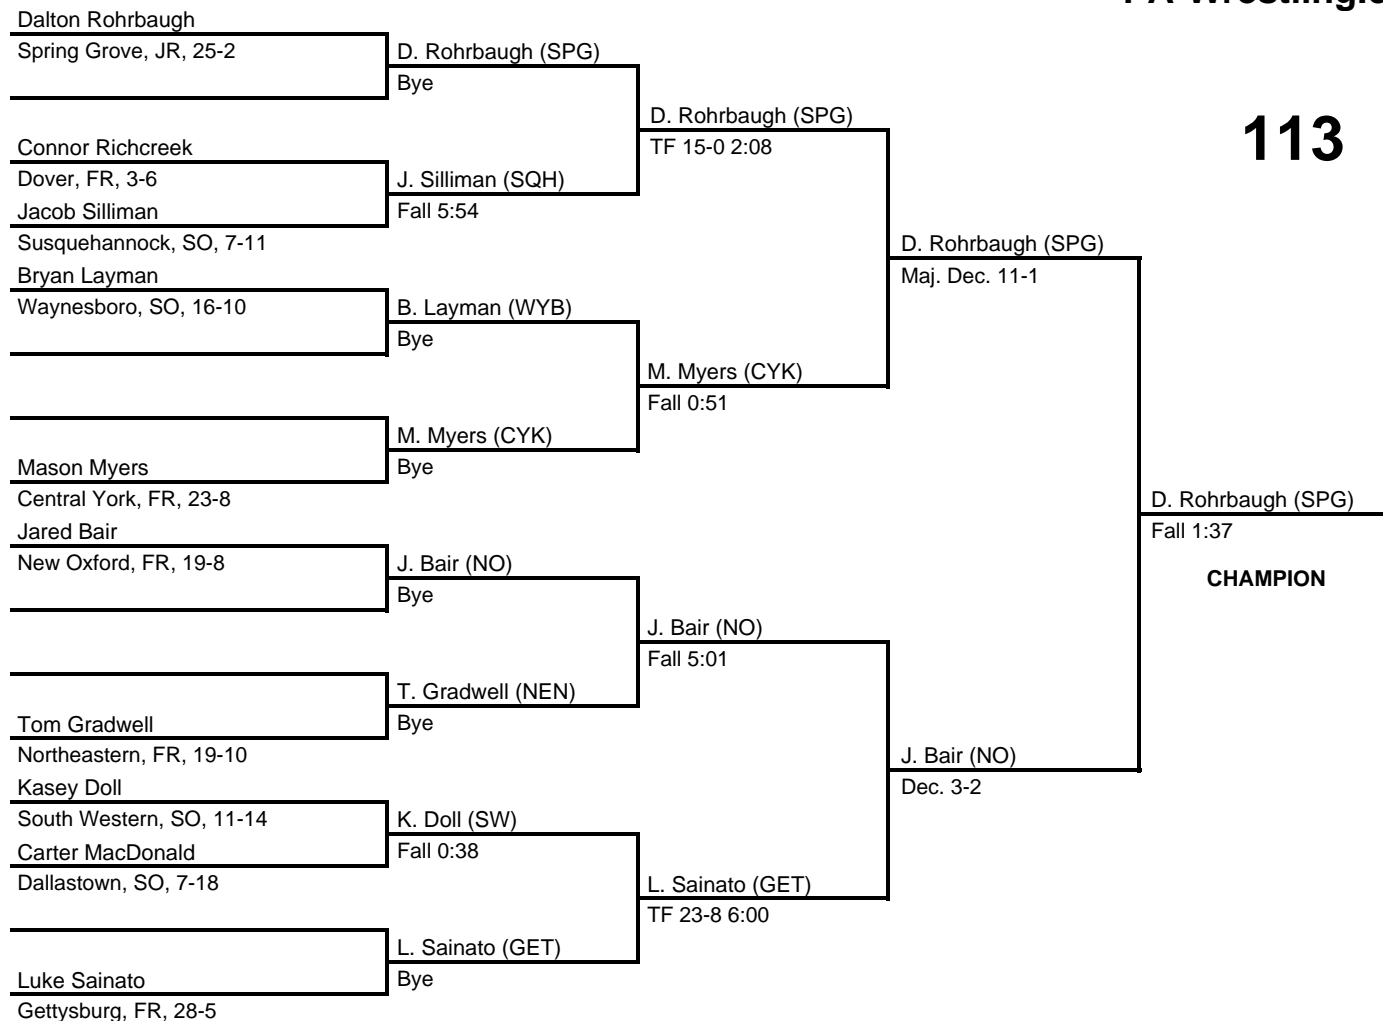 Dalton Rohrbaugh
Spring Grove, JR, 25-2
D. Rohrbaugh (SPG)
Bye
D. Rohrbaugh (SPG)
TF 15-0 2:08
113
Connor Richcreek
Dover, FR, 3-6
J. Silliman (SQH)
Fall 5:54
Jacob Silliman
Susquehannock, SO, 7-11
D. Rohrbaugh (SPG)
Maj. Dec. 11-1
Bryan Layman
Waynesboro, SO, 16-10
B. Layman (WYB)
Bye
M. Myers (CYK)
Fall 0:51
M. Myers (CYK)
Bye
Mason Myers
Central York, FR, 23-8
D. Rohrbaugh (SPG)
Fall 1:37
CHAMPION
Jared Bair
New Oxford, FR, 19-8
J. Bair (NO)
Bye
J. Bair (NO)
Fall 5:01
T. Gradwell (NEN)
Bye
Tom Gradwell
Northeastern, FR, 19-10
J. Bair (NO)
Dec. 3-2
Kasey Doll
South Western, SO, 11-14
K. Doll (SW)
Fall 0:38
Carter MacDonald
Dallastown, SO, 7-18
L. Sainato (GET)
TF 23-8 6:00
L. Sainato (GET)
Bye
Luke Sainato
Gettysburg, FR, 28-5